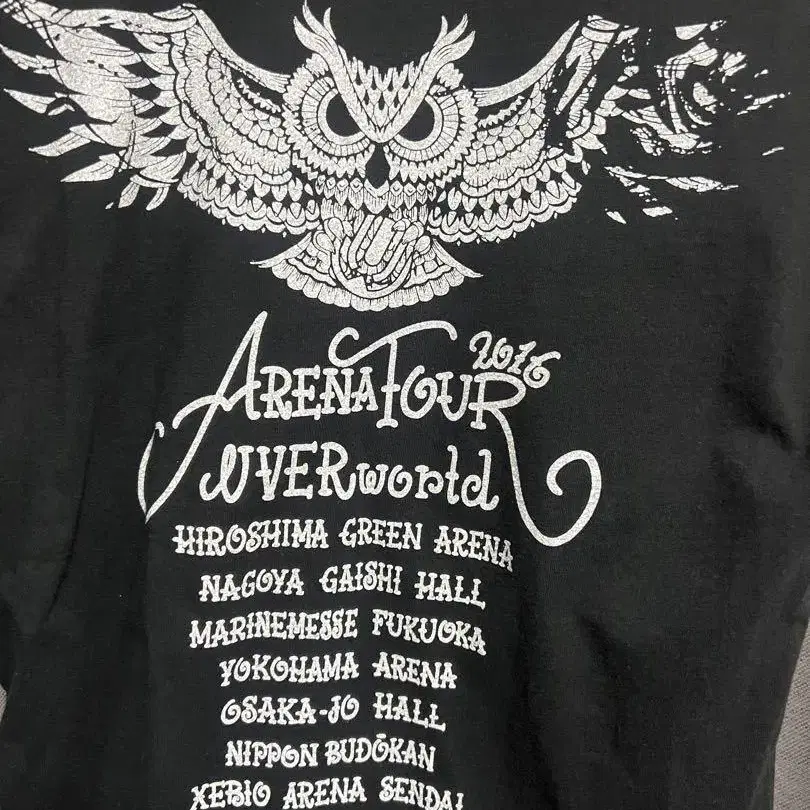 2016
ARENA TOUR
UVERworld
HIROSHIMA GREEN ARENA
NAGOYA GAISHI HALL
MARINEMESSE FUKUOKA
YOKOHAMA ARENA
OSAKA-JO HALL
NIPPON BUDŌKAN
XEBIO ARENA SENDAI